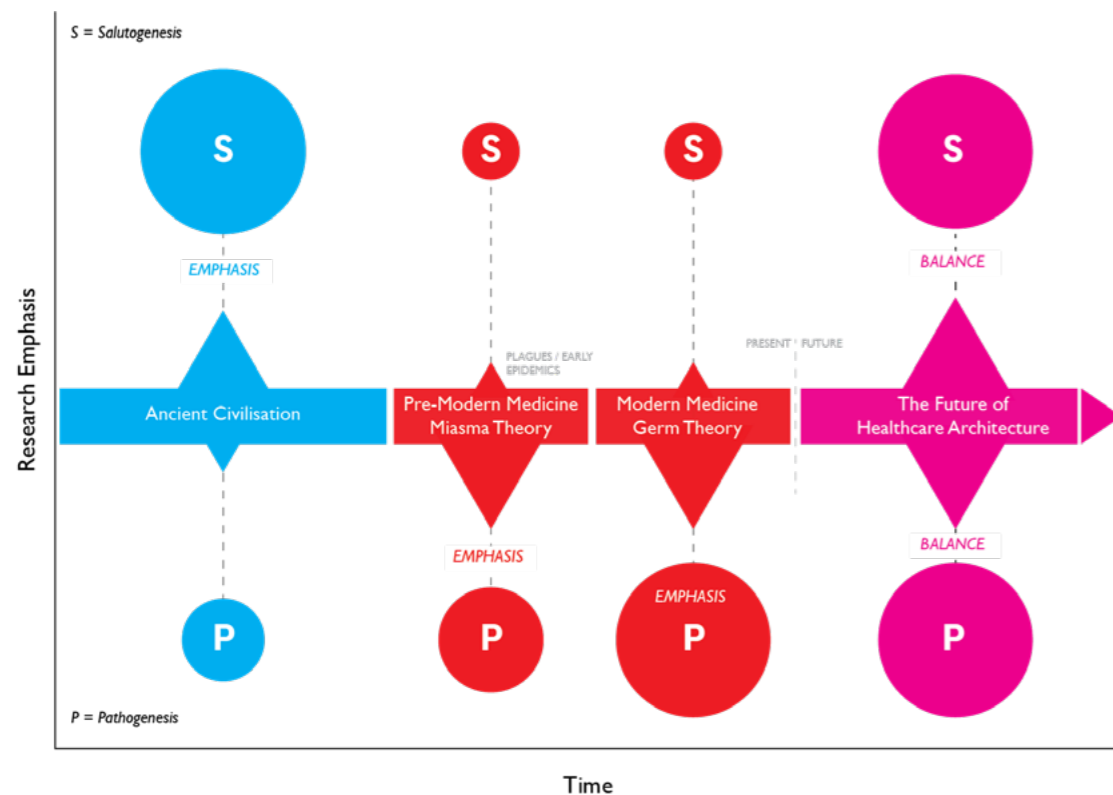 S = Salutogenesis
S
S
S
S
EMPHASIS
BALANCE
PLAGUES / EARLY
EPIDEMICS
PRESENT FUTURE
Ancient Civilisation
Pre-Modern Medicine
Miasma Theory
Modern Medicine
Germ Theory
The Future of
Healthcare Architecture
Research Emphasis
EMPHASIS
BALANCE
EMPHASIS
P
P
P
P
P = Pathogenesis
Time